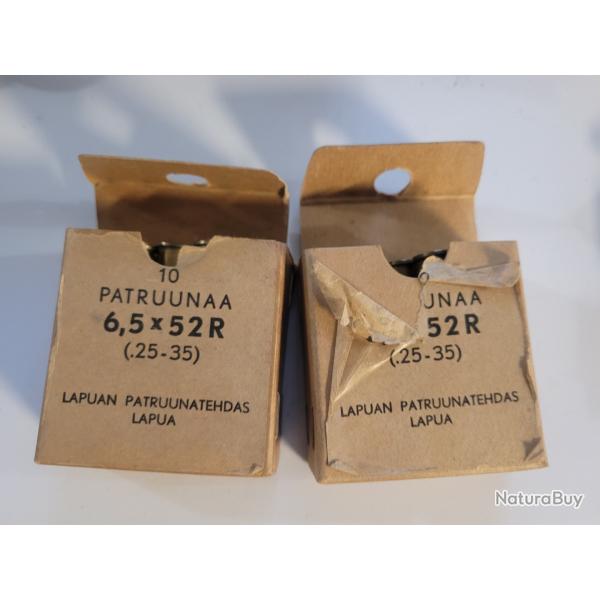 10
PATRUUNAA
6,5 x 52R
(.25-35)
LAPUAN PATRUUNATEHDAS
LAPUA
UNAA
52R
(.25-35)
LAPUAN PATRUUNATEHDAS
LAPUA
NaturaBuy